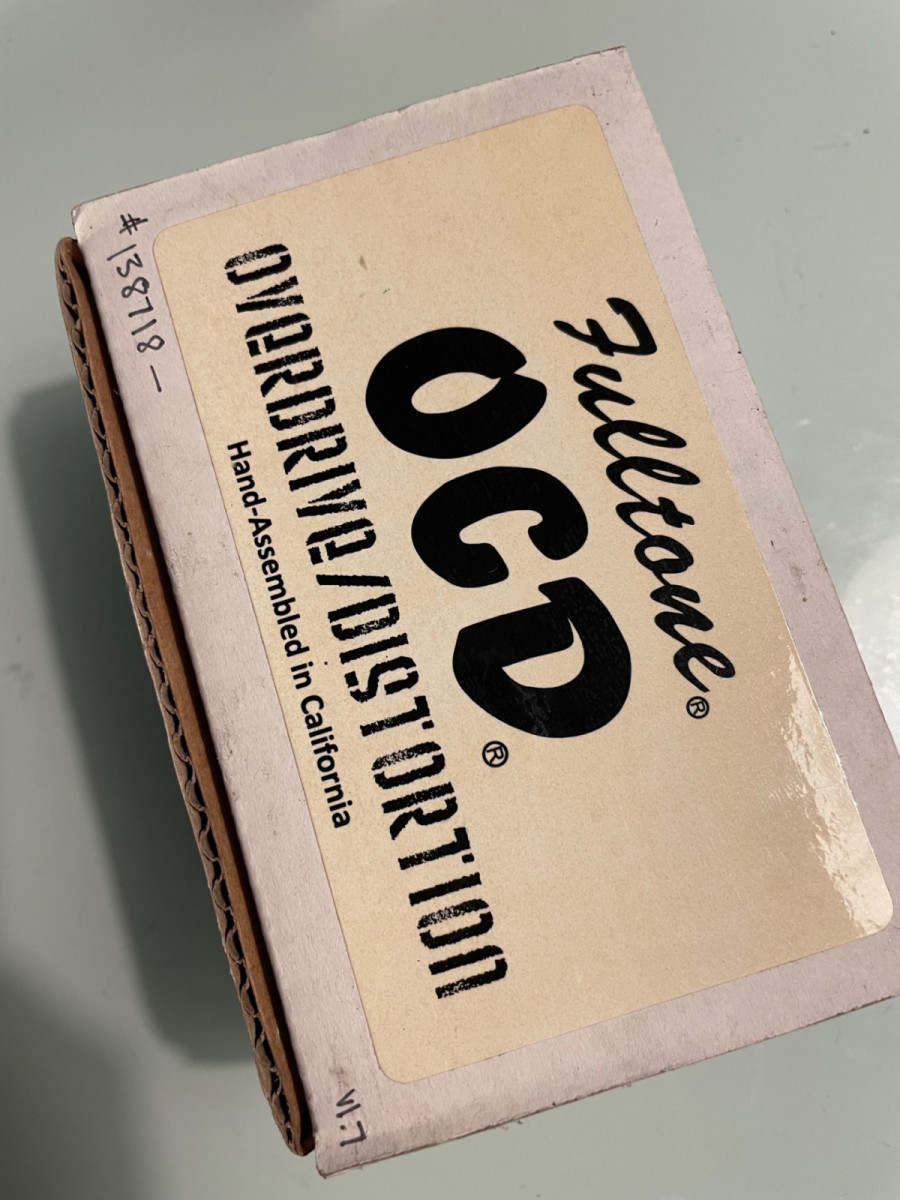 Fulltone®
OCD®
OVERDRIVE/DISTORTION
Hand-Assembled in California
#138718 –
V1.7